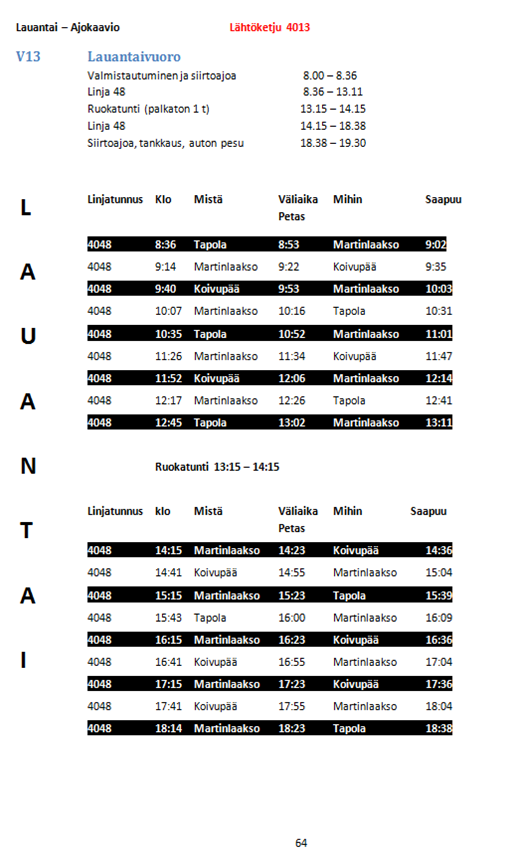 Lauantai – Ajokaavio Lähtöketju 4013
V13 Lauantaivuoro
Valmistautuminen ja siirtoajoa 8.00 – 8.36
Linja 48 8.36 – 13.11
Ruokatunti (palkaton 1 t) 13.15 – 14.15
Linja 48 14.15 – 18.38
Siirtoajoa, tankkaus, auton pesu 18.38 – 19.30
L
A
U
A
N
T
A
I
Linjatunnus Klo Mistä Väliaika Mihin Saapuu
Petas
4048 8:36 Tapola 8:53 Martinlaakso 9:02
4048 9:14 Martinlaakso 9:22 Koivupää 9:35
4048 9:40 Koivupää 9:53 Martinlaakso 10:03
4048 10:07 Martinlaakso 10:16 Tapola 10:31
4048 10:35 Tapola 10:52 Martinlaakso 11:01
4048 11:26 Martinlaakso 11:34 Koivupää 11:47
4048 11:52 Koivupää 12:06 Martinlaakso 12:14
4048 12:17 Martinlaakso 12:26 Tapola 12:41
4048 12:45 Tapola 13:02 Martinlaakso 13:11
Ruokatunti 13:15 – 14:15
Linjatunnus klo Mistä Väliaika Mihin Saapuu
Petas
4048 14:15 Martinlaakso 14:23 Koivupää 14:36
4048 14:41 Koivupää 14:55 Martinlaakso 15:04
4048 15:15 Martinlaakso 15:23 Tapola 15:39
4048 15:43 Tapola 16:00 Martinlaakso 16:09
4048 16:15 Martinlaakso 16:23 Koivupää 16:36
4048 16:41 Koivupää 16:55 Martinlaakso 17:04
4048 17:15 Martinlaakso 17:23 Koivupää 17:36
4048 17:41 Koivupää 17:55 Martinlaakso 18:04
4048 18:14 Martinlaakso 18:23 Tapola 18:38
64